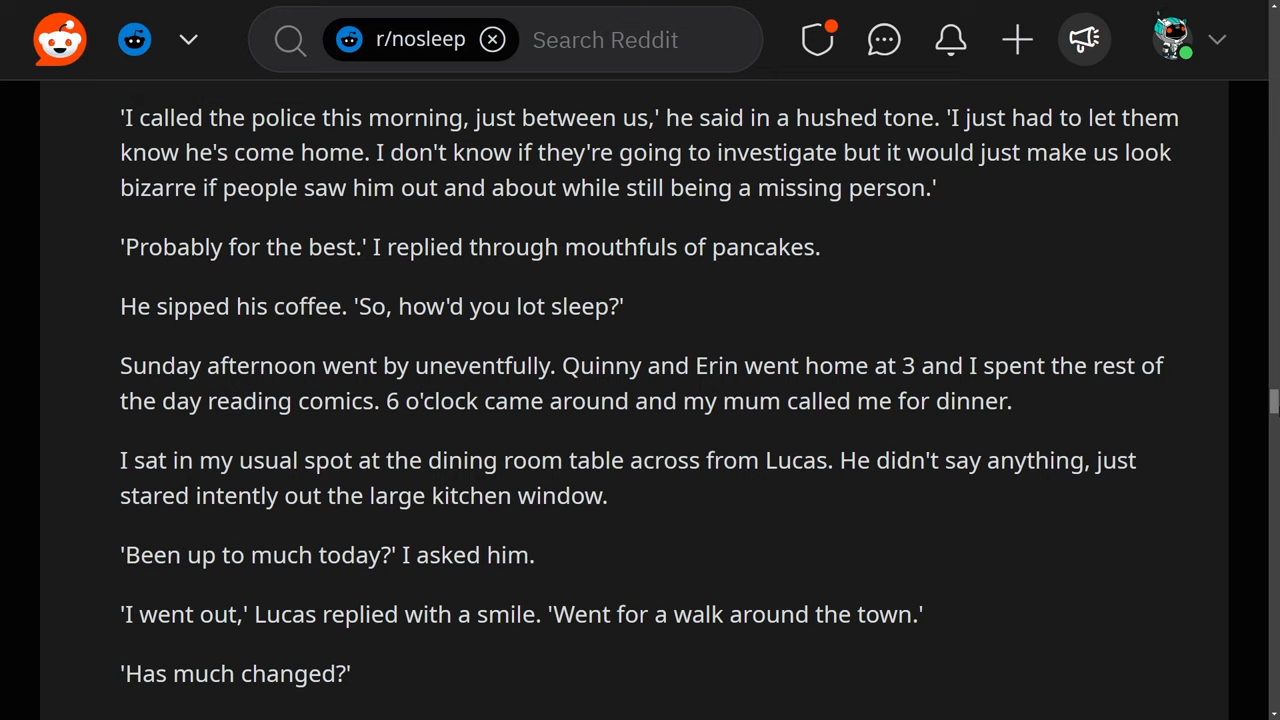 r/nosleep
Search Reddit
'I called the police this morning, just between us,' he said in a hushed tone. 'I just had to let them
know he's come home. I don't know if they're going to investigate but it would just make us look
bizarre if people saw him out and about while still being a missing person.'
'Probably for the best.' I replied through mouthfuls of pancakes.
He sipped his coffee. 'So, how'd you lot sleep?'
Sunday afternoon went by uneventfully. Quinny and Erin went home at 3 and I spent the rest of
the day reading comics. 6 o'clock came around and my mum called me for dinner.
I sat in my usual spot at the dining room table across from Lucas. He didn't say anything, just
stared intently out the large kitchen window.
'Been up to much today?' I asked him.
'I went out,' Lucas replied with a smile. 'Went for a walk around the town.'
'Has much changed?'